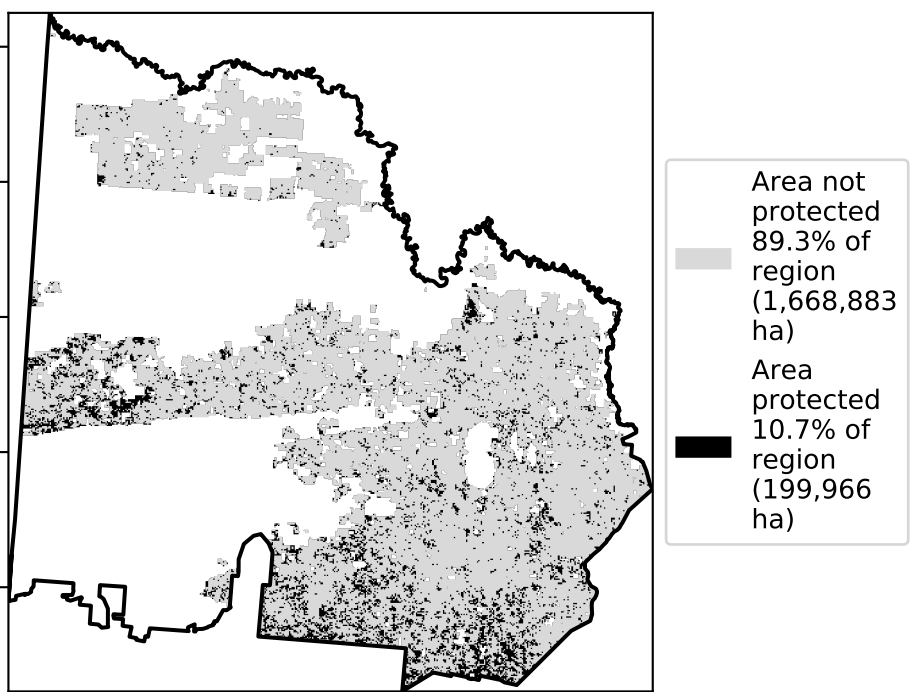 Area not
protected
89.3% of
region
(1,668,883
ha)
Area
protected
10.7% of
region
(199,966
ha)